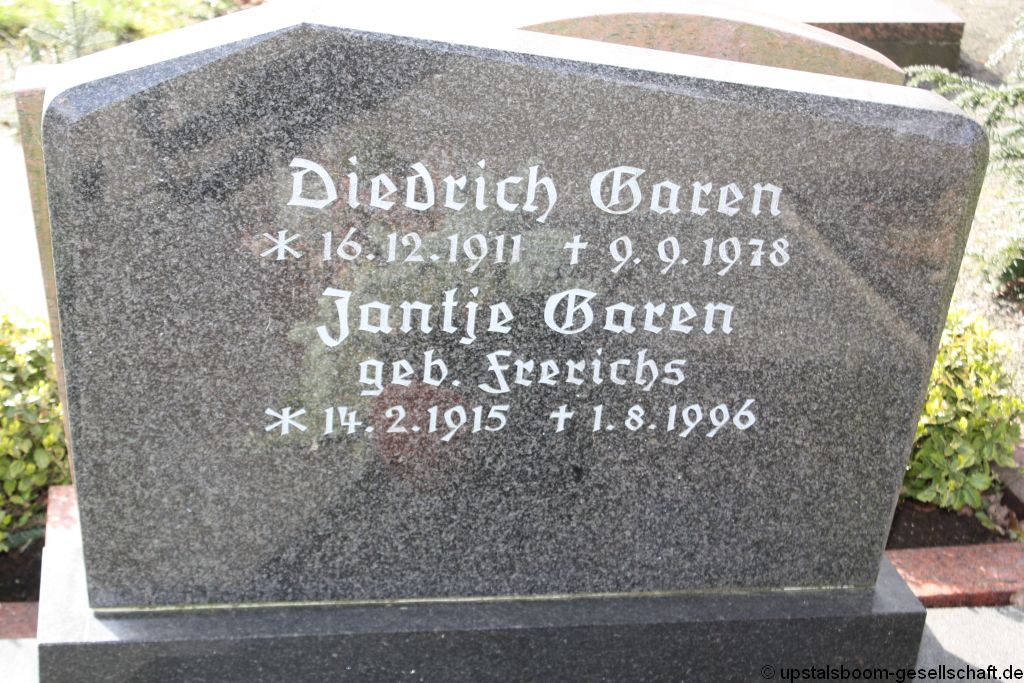 Diedrich Garen
* 16.12.1911 † 9.9.1978
Jantje Garen
geb. Frerichs
* 14.2.1915 † 1.8.1996
© upstalsboom-gesellschaft.de